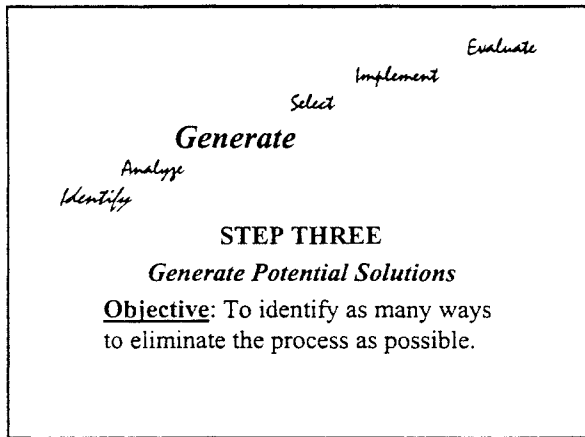 Evaluate
Implement
Select
Generate
Analyze
Identify
STEP THREE
Generate Potential Solutions
Objective: To identify as many ways
to eliminate the process as possible.